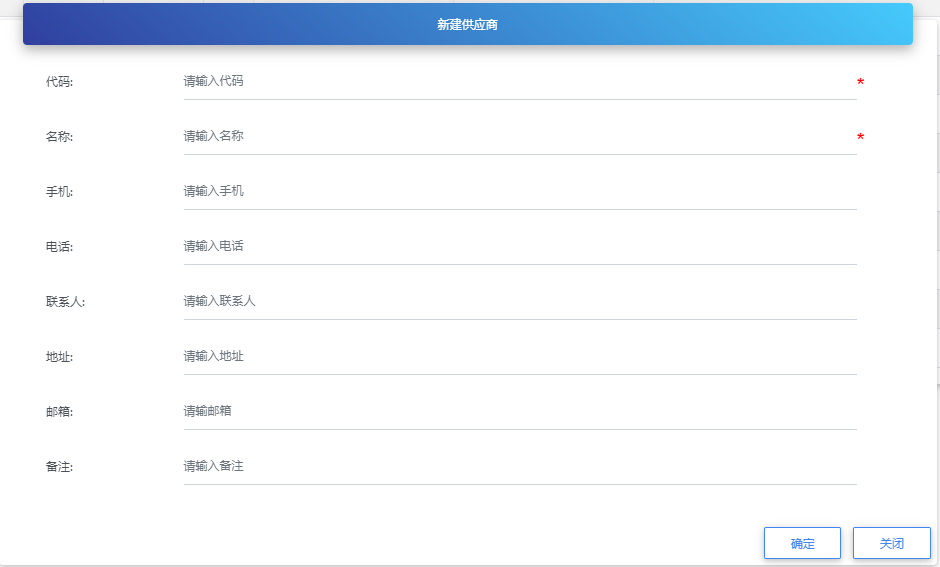 新建供应商
代码: 请输入代码 *
名称: 请输入名称 *
手机: 请输入手机
电话: 请输入电话
联系人: 请输入联系人
地址: 请输入地址
邮箱: 请输邮箱
备注: 请输入备注
确定 关闭